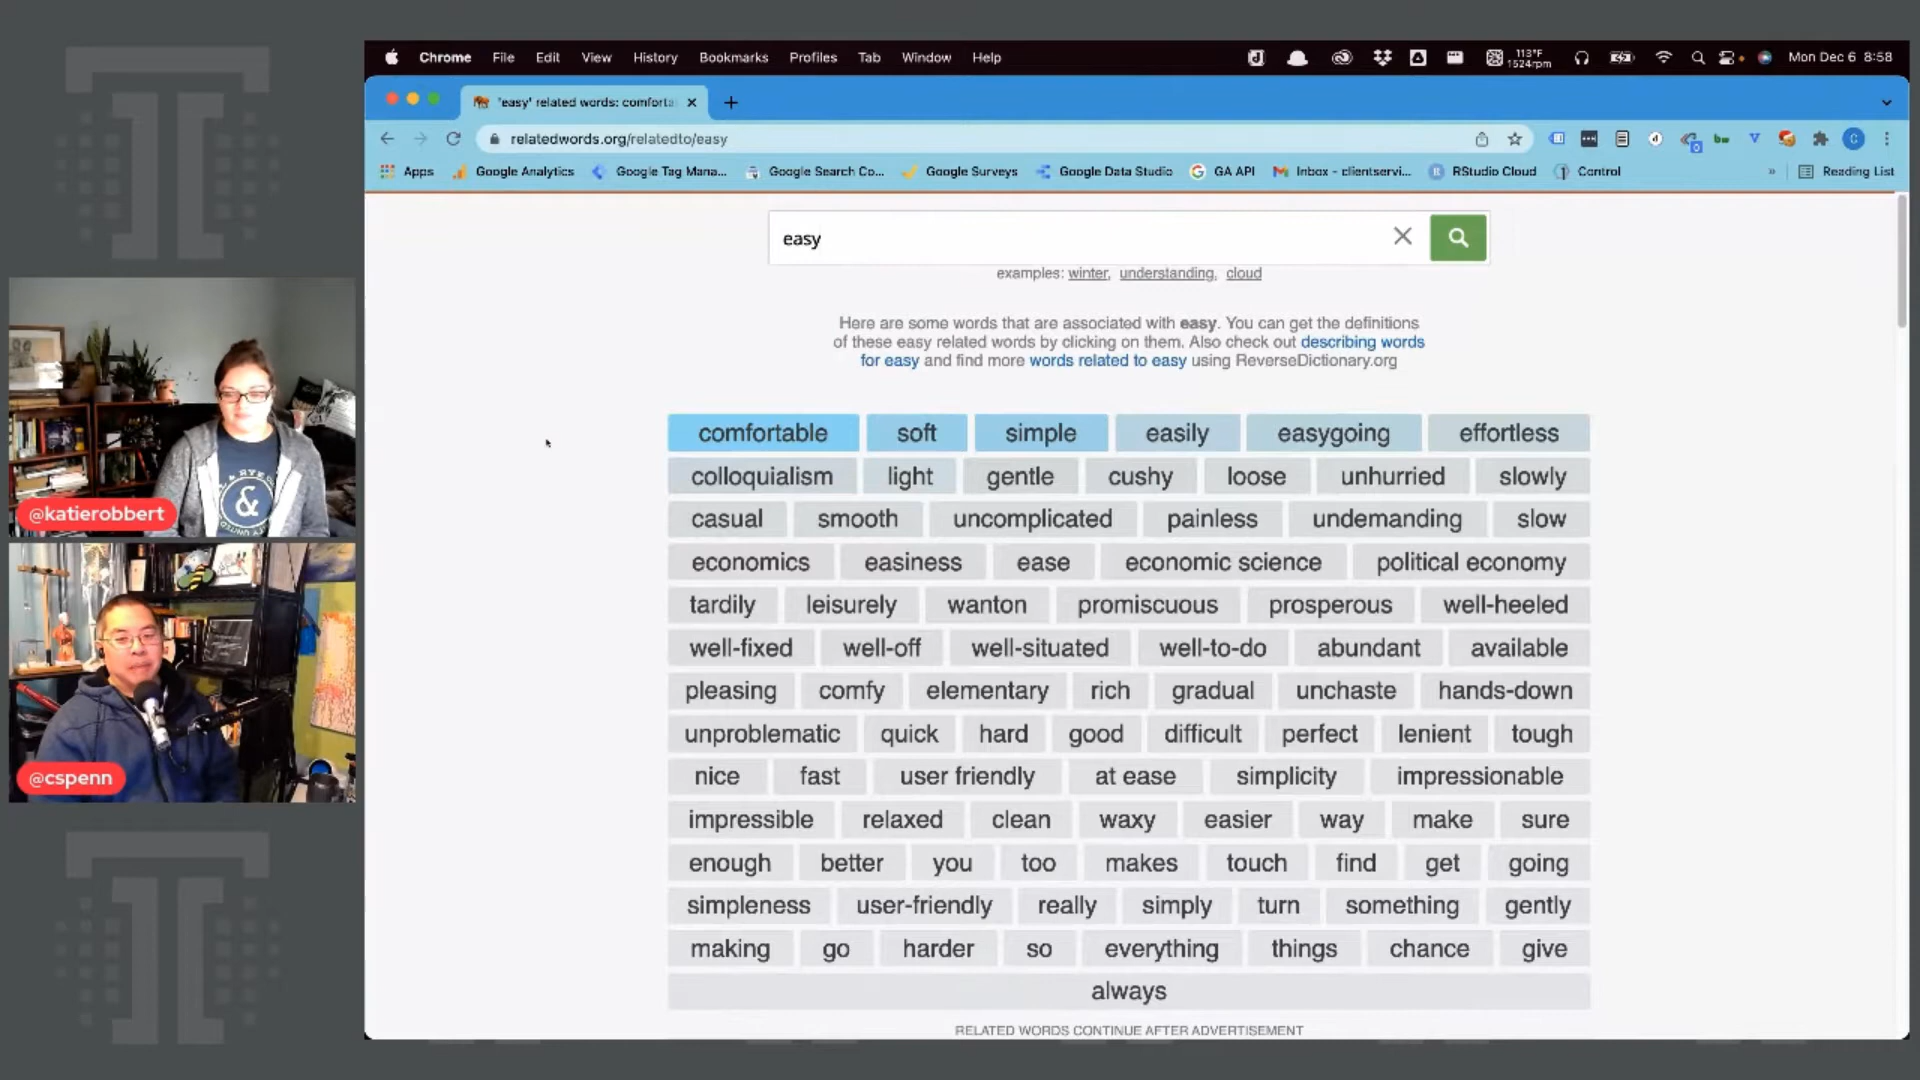 Chrome File Edit View History Bookmarks Profiles Tab Window Help 113°F 1524rpm Mon Dec 6 8:58
'easy' related words: comforta
relatedwords.org/relatedto/easy
Apps Google Analytics Google Tag Mana... Google Search Co... Google Surveys Google Data Studio GA API Inbox - clientservi... RStudio Cloud Control » Reading List
easy
examples: winter, understanding, cloud
Here are some words that are associated with easy. You can get the definitions
of these easy related words by clicking on them. Also check out describing words
for easy and find more words related to easy using ReverseDictionary.org
comfortable soft simple easily easygoing effortless
colloquialism light gentle cushy loose unhurried slowly
casual smooth uncomplicated painless undemanding slow
economics easiness ease economic science political economy
tardily leisurely wanton promiscuous prosperous well-heeled
well-fixed well-off well-situated well-to-do abundant available
pleasing comfy elementary rich gradual unchaste hands-down
unproblematic quick hard good difficult perfect lenient tough
nice fast user friendly at ease simplicity impressionable
impressible relaxed clean waxy easier way make sure
enough better you too makes touch find get going
simpleness user-friendly really simply turn something gently
making go harder so everything things chance give
always
RELATED WORDS CONTINUE AFTER ADVERTISEMENT
@katierobbert
&
@cspenn